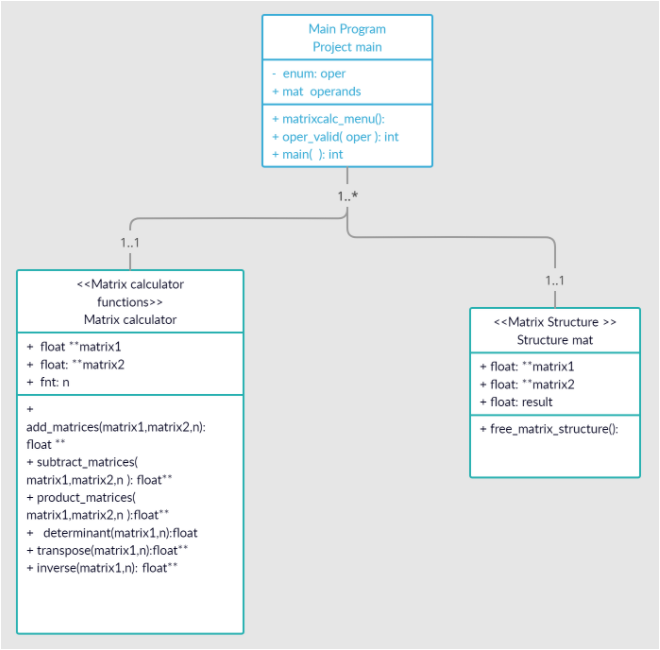 Main Program
Project main
- enum: oper
+ mat operands
+ matrixcalc_menu():
+ oper_valid( oper ): int
+ main( ): int
1..*
1..1
1..1
<<Matrix calculator
functions>>
Matrix calculator
+ float **matrix1
+ float: **matrix2
+ fnt: n
+
add_matrices(matrix1,matrix2,n):
float **
+ subtract_matrices(
matrix1,matrix2,n ): float**
+ product_matrices(
matrix1,matrix2,n ):float**
+ determinant(matrix1,n):float
+ transpose(matrix1,n):float**
+ inverse(matrix1,n): float**
<<Matrix Structure >>
Structure mat
+ float: **matrix1
+ float: **matrix2
+ float: result
+ free_matrix_structure():